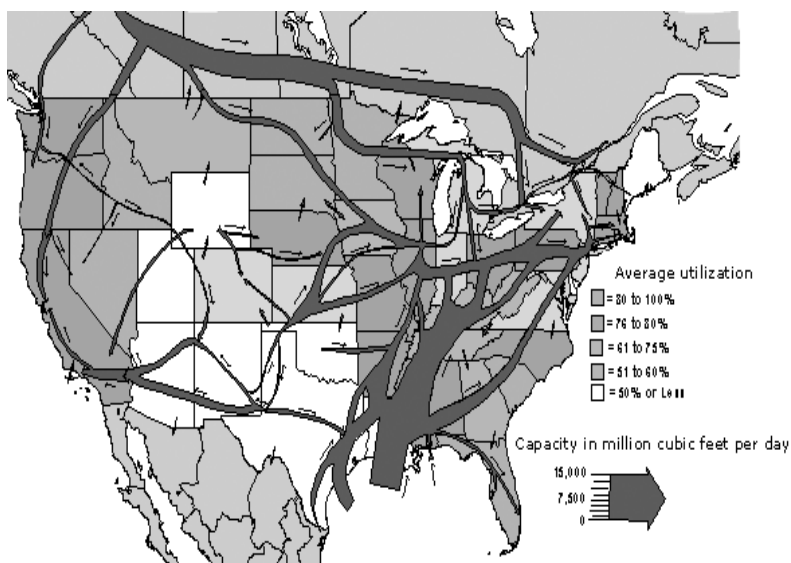 Average utilization
= 80 to 100%
= 76 to 80%
= 61 to 75%
= 51 to 60%
= 50% or Less
Capacity in million cubic feet per day
15,000
7,500
0